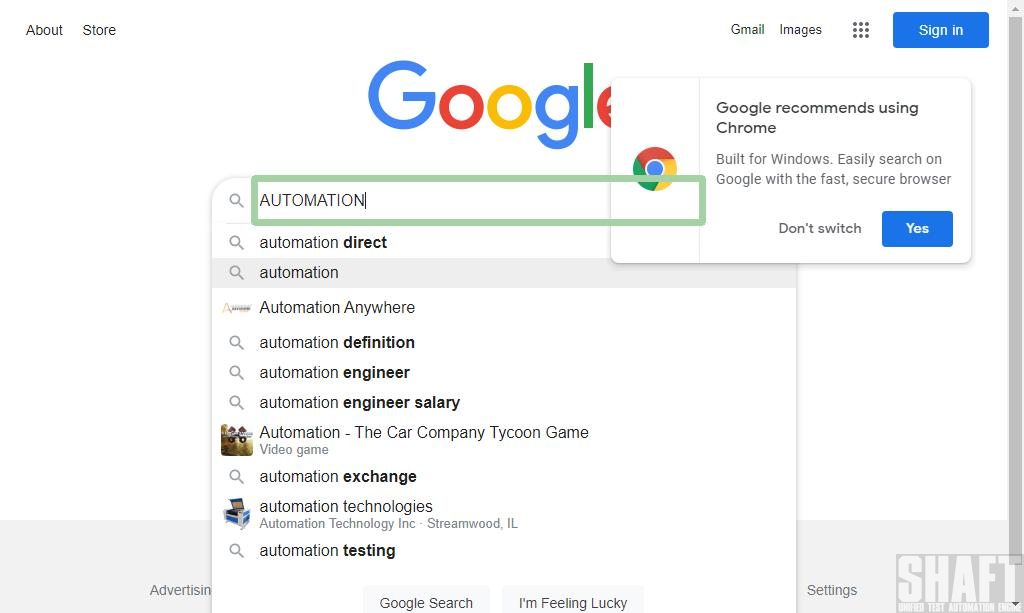 About Store
Gmail Images
Sign in
Google
Google recommends using
Chrome
Built for Windows. Easily search on
Google with the fast, secure browser
Don't switch
Yes
AUTOMATION
automation direct
automation
Automation Anywhere
automation definition
automation engineer
automation engineer salary
Automation - The Car Company Tycoon Game
Video game
automation exchange
automation technologies
Automation Technology Inc · Streamwood, IL
automation testing
Advertisin
Settings
Google Search
I'm Feeling Lucky
SHAFT
UNIFIED TEST AUTOMATION